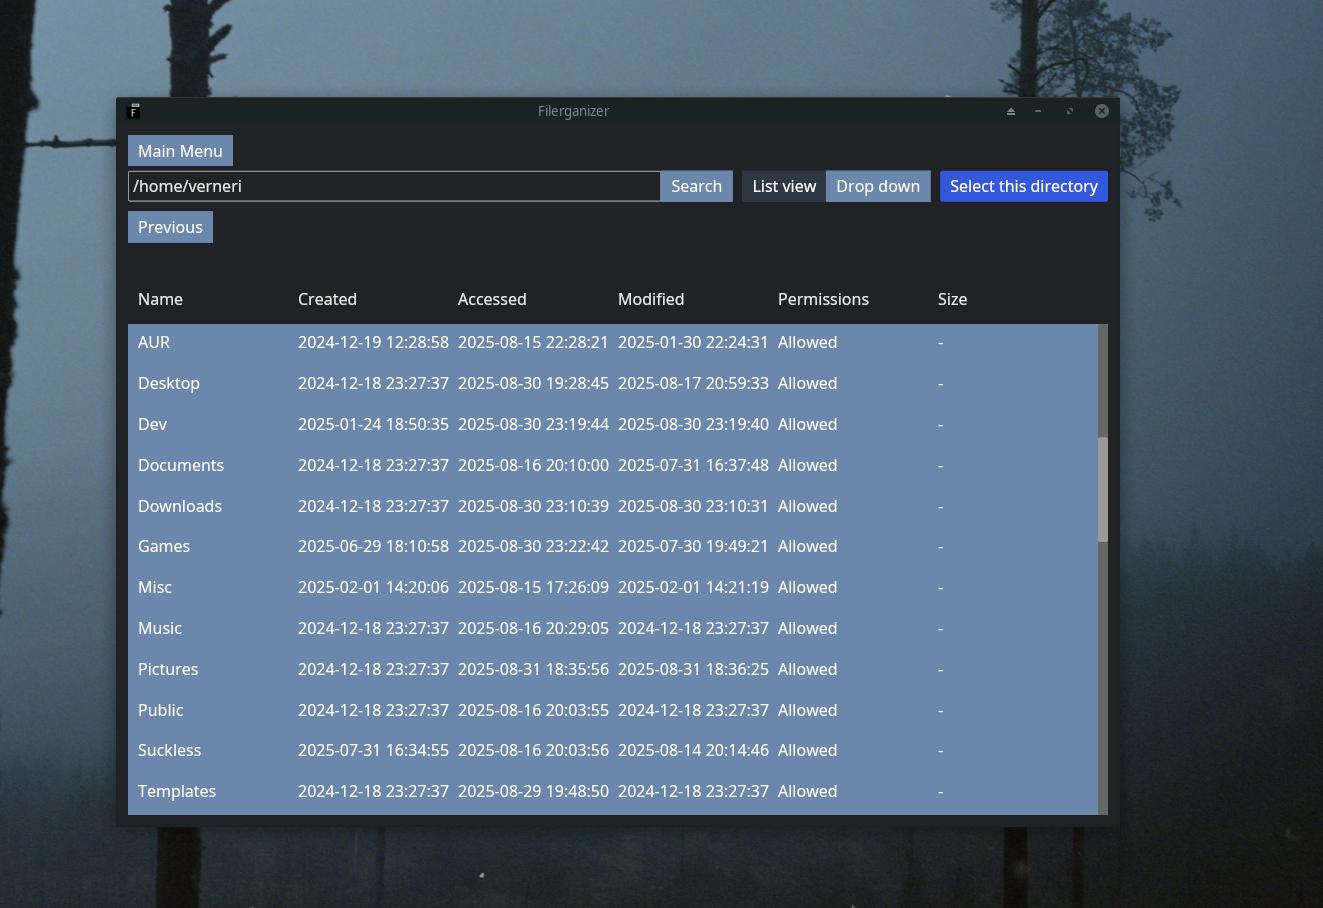 F Filerganizer
Main Menu
/home/verneri Search List view Drop down Select this directory
Previous
Name Created Accessed Modified Permissions Size
AUR 2024-12-19 12:28:58 2025-08-15 22:28:21 2025-01-30 22:24:31 Allowed -
Desktop 2024-12-18 23:27:37 2025-08-30 19:28:45 2025-08-17 20:59:33 Allowed -
Dev 2025-01-24 18:50:35 2025-08-30 23:19:44 2025-08-30 23:19:40 Allowed -
Documents 2024-12-18 23:27:37 2025-08-16 20:10:00 2025-07-31 16:37:48 Allowed -
Downloads 2024-12-18 23:27:37 2025-08-30 23:10:39 2025-08-30 23:10:31 Allowed -
Games 2025-06-29 18:10:58 2025-08-30 23:22:42 2025-07-30 19:49:21 Allowed -
Misc 2025-02-01 14:20:06 2025-08-15 17:26:09 2025-02-01 14:21:19 Allowed -
Music 2024-12-18 23:27:37 2025-08-16 20:29:05 2024-12-18 23:27:37 Allowed -
Pictures 2024-12-18 23:27:37 2025-08-31 18:35:56 2025-08-31 18:36:25 Allowed -
Public 2024-12-18 23:27:37 2025-08-16 20:03:55 2024-12-18 23:27:37 Allowed -
Suckless 2025-07-31 16:34:55 2025-08-16 20:03:56 2025-08-14 20:14:46 Allowed -
Templates 2024-12-18 23:27:37 2025-08-29 19:48:50 2024-12-18 23:27:37 Allowed -